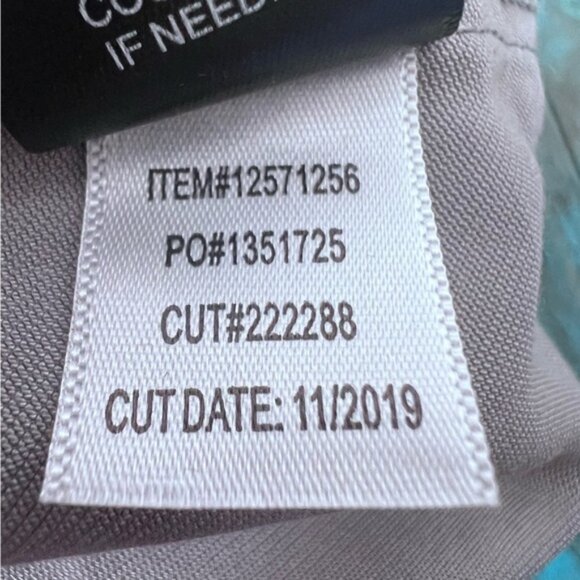 IF NEED
ITEM#12571256
PO#1351725
CUT#222288
CUT DATE: 11/2019